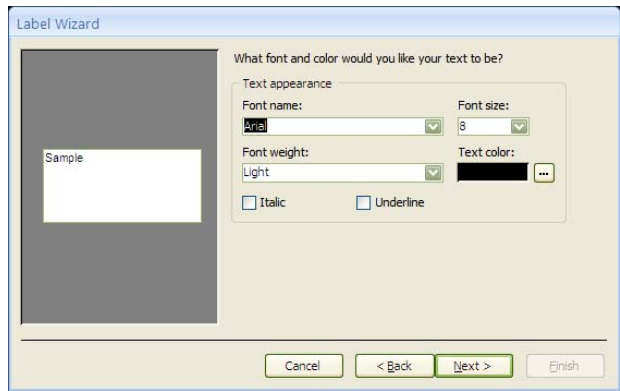 Label Wizard
What font and color would you like your text to be?
Text appearance
Font name: Font size:
Arial 8
Sample
Font weight: Text color:
Light ...
Italic Underline
Cancel < Back Next > Finish